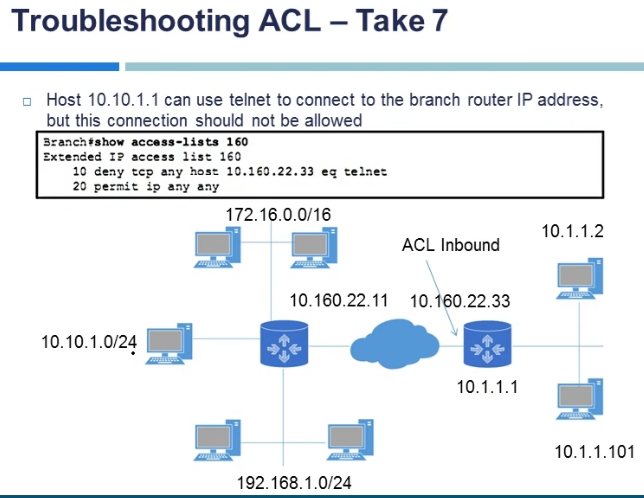 Troubleshooting ACL – Take 7
Host 10.10.1.1 can use telnet to connect to the branch router IP address,
but this connection should not be allowed
Branch#show access-lists 160
Extended IP access list 160
10 deny tcp any host 10.160.22.33 eq telnet
20 permit ip any any
172.16.0.0/16
ACL Inbound
10.1.1.2
10.160.22.11
10.160.22.33
10.10.1.0/24
10.1.1.1
10.1.1.101
192.168.1.0/24